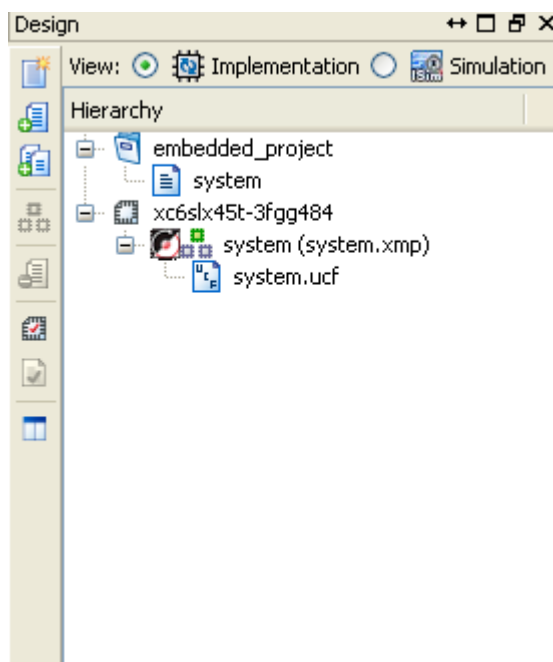 Design
View: Implementation Simulation
Hierarchy
embedded_project
system
xc6slx45t-3fgg484
system (system.xmp)
system.ucf